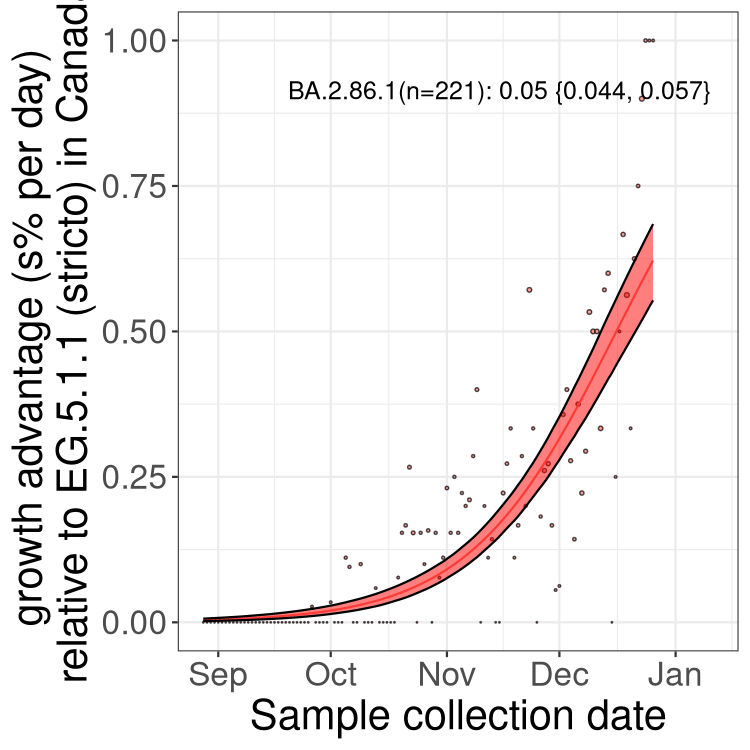 growth advantage (s% per day)
relative to EG.5.1.1 (stricto) in Canada
1.00
BA.2.86.1(n=221): 0.05 {0.044, 0.057}
0.75
0.50
0.25
0.00
Sep Oct Nov Dec Jan
Sample collection date